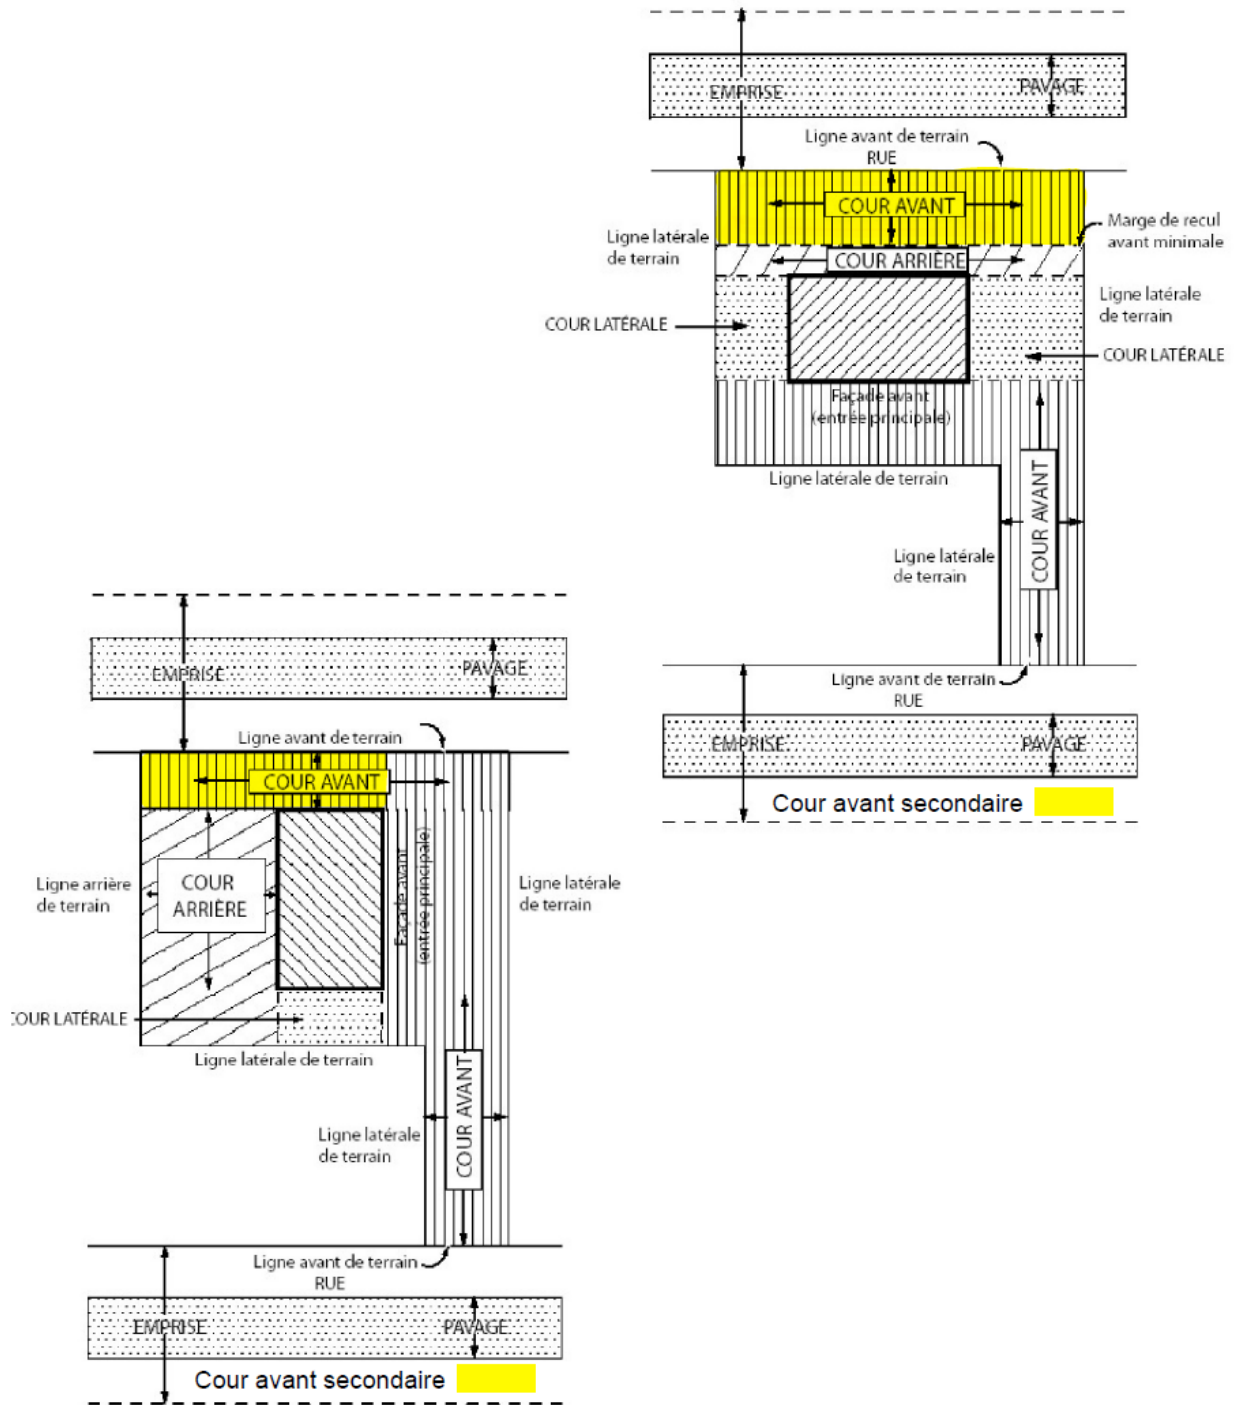 EMPRISE
PAVAGE
Ligne avant de terrain
RUE
COUR AVANT
Ligne latérale
de terrain
Marge de recul
avant minimale
COUR ARRIÈRE
Ligne latérale
de terrain
COUR LATÉRALE
COUR LATÉRALE
Façade avant
(entrée principale)
Ligne latérale de terrain
COUR AVANT
Ligne latérale
de terrain
Ligne avant de terrain
RUE
EMPRISE
PAVAGE
Cour avant secondaire
EMPRISE
PAVAGE
Ligne avant de terrain
COUR AVANT
Ligne arrière
de terrain
COUR
ARRIÈRE
Façade avant
(entrée principale)
Ligne latérale
de terrain
COUR LATÉRALE
Ligne latérale de terrain
COUR AVANT
Ligne latérale
de terrain
Ligne avant de terrain
RUE
EMPRISE
PAVAGE
Cour avant secondaire